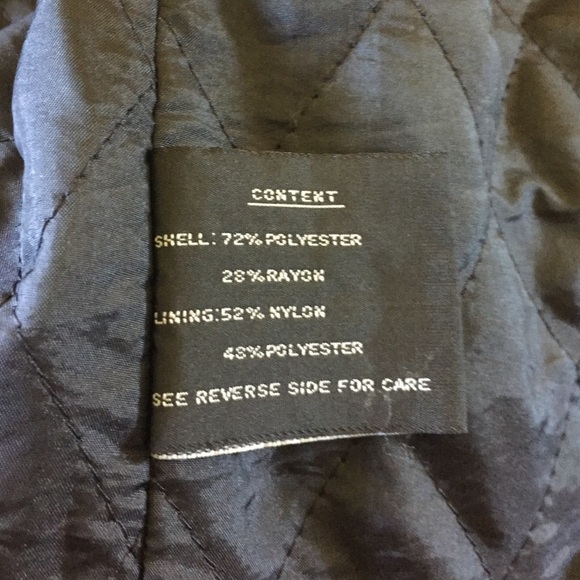 CONTENT
SHELL: 72% POLYESTER
28% RAYON
LINING: 52% NYLON
48% POLYESTER
SEE REVERSE SIDE FOR CARE